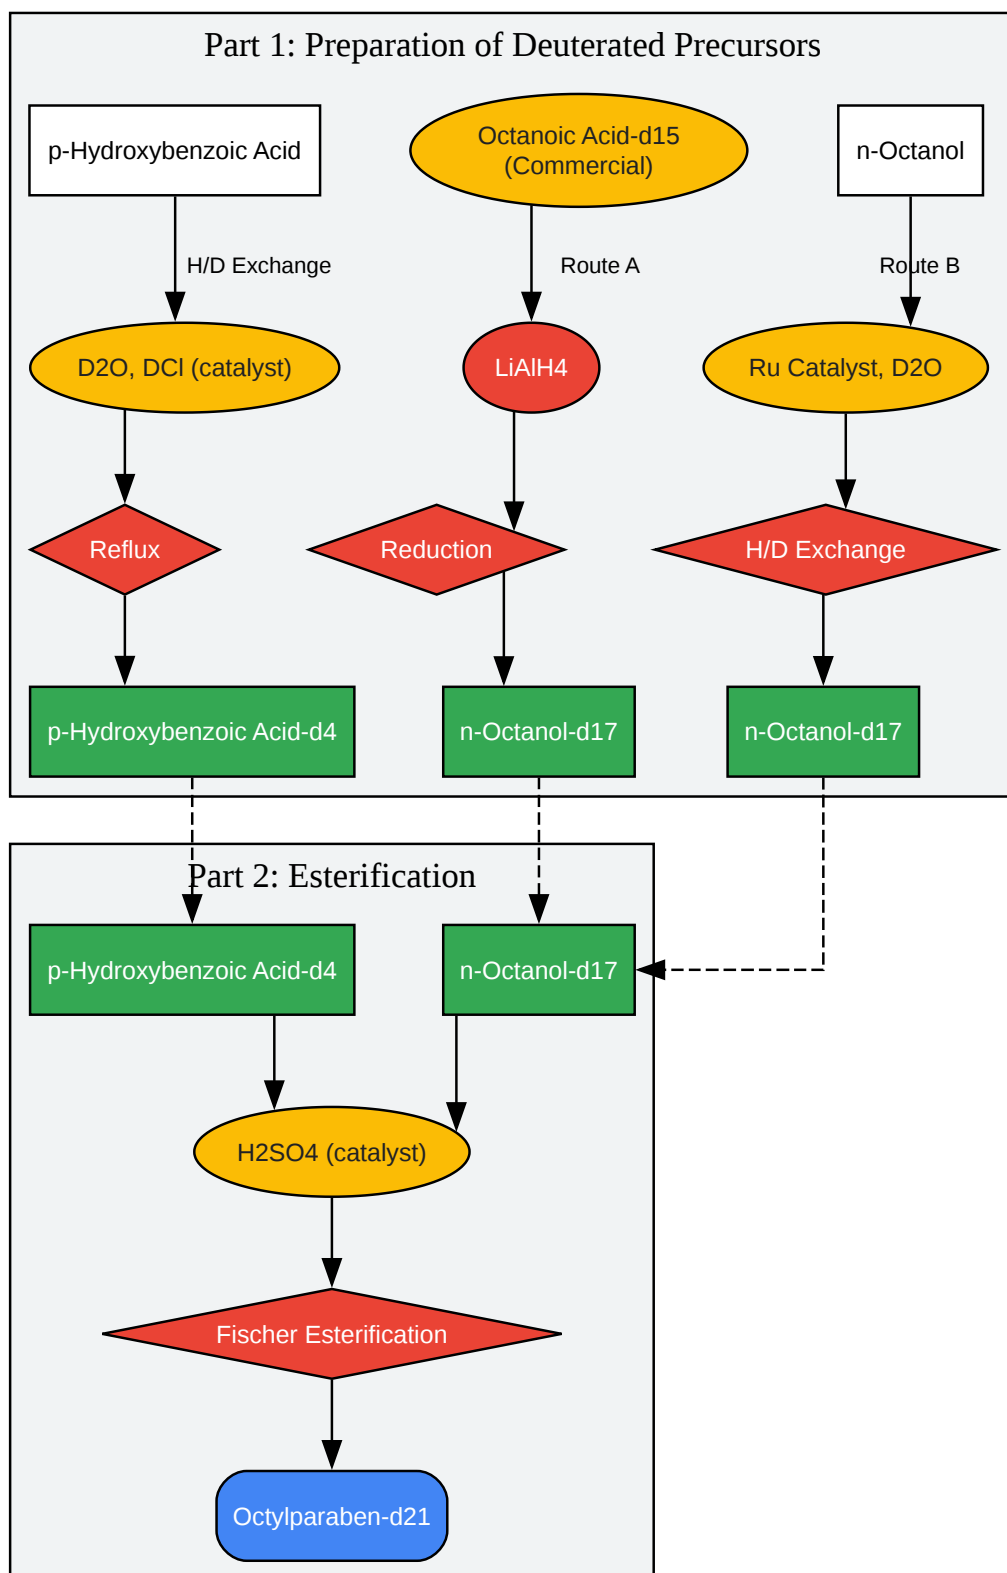 Part 1: Preparation of Deuterated Precursors
p-Hydroxybenzoic Acid
Octanoic Acid-d15
(Commercial)
n-Octanol
H/D Exchange
Route A
Route B
D2O, DCl (catalyst)
LiAlH4
Ru Catalyst, D2O
Reflux
Reduction
H/D Exchange
p-Hydroxybenzoic Acid-d4
n-Octanol-d17
n-Octanol-d17
Part 2: Esterification
p-Hydroxybenzoic Acid-d4
n-Octanol-d17
H2SO4 (catalyst)
Fischer Esterification
Octylparaben-d21